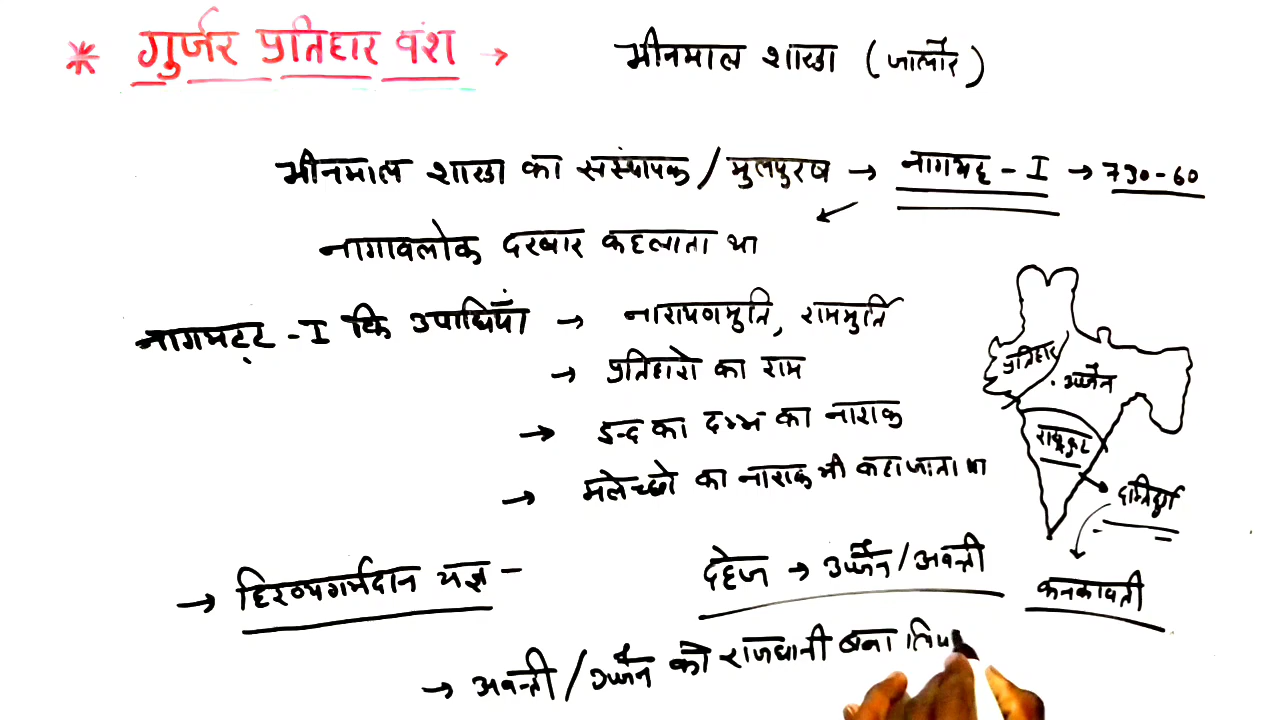 * गुर्जर प्रतिहार वंश → भीनमाल शाखा (जालौर)
भीनमाल शाखा का संस्थापक / मुलपुरुष → नागभट्ट - I → 730-60
नागावलोक दरबार कहलाता था
नागभट्ट - I कि उपाधियाँ → नारायणमुर्ति, राममुर्ति
→ प्रतिहारो का राम
→ इन्द्र का दम्भ का नाशक
→ मलेच्छो का नाशक भी कहा जाता था
प्रतिहार
उज्जैन
राष्ट्रकुट
दन्तिदुर्ग
→ हिरण्यगर्भदान यज्ञ -
देहेज → उज्जैन / अवन्ती
कनकावती
→ अवन्ती / उज्जैन को राजधानी बना लिया